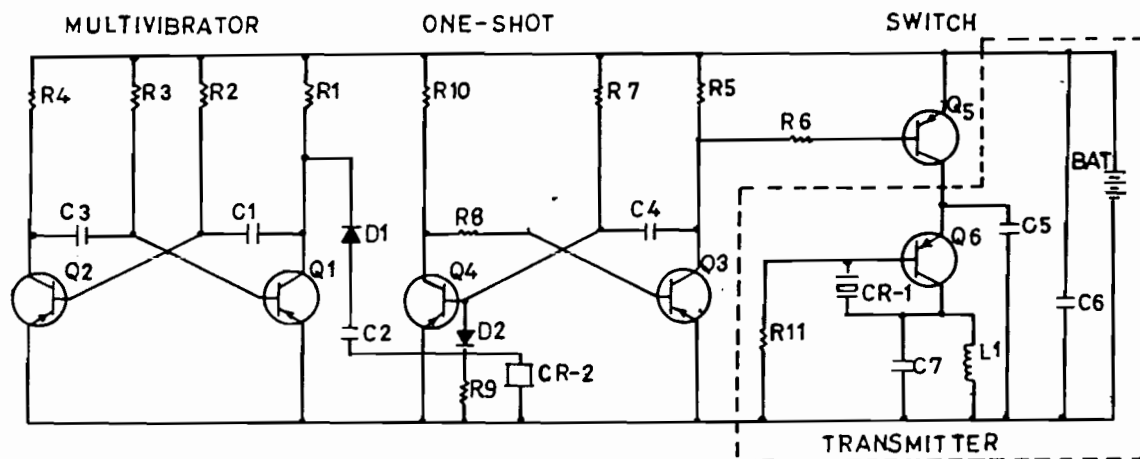 MULTIVIBRATOR ONE-SHOT SWITCH
R4 R3 R2 R1 R10 R7 R5 Q5
R6
BAT
C3 C1 D1 R8 C4 C5
Q2 Q1 Q4 Q3 Q6
CR-1
C6
C2 D2 R11 C7 L1
R9 CR-2
TRANSMITTER